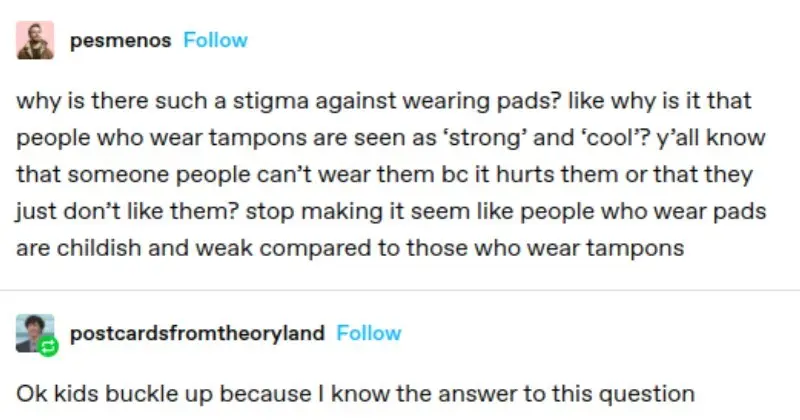 pesmenos Follow
why is there such a stigma against wearing pads? like why is it that
people who wear tampons are seen as ‘strong’ and ‘cool’? y’all know
that someone people can’t wear them bc it hurts them or that they
just don’t like them? stop making it seem like people who wear pads
are childish and weak compared to those who wear tampons
postcardsfromtheoryland Follow
Ok kids buckle up because I know the answer to this question